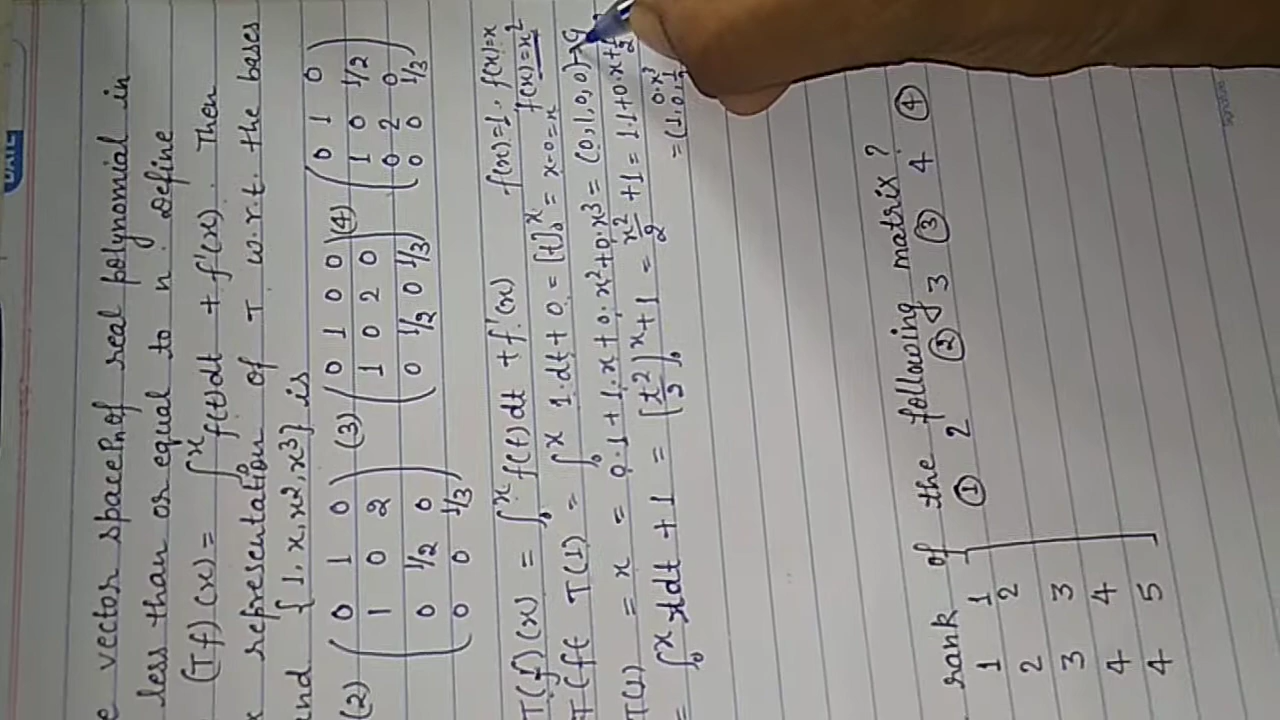 e vector space Pn of real polynomial in
less than or equal to n. Define
(Tf)(x) = ∫₀ˣ f(t)dt + f'(x). Then
x representation of T w.r.t. the bases
and {1, x, x2, x3} is
(2) (3) (4)
0 1 0
1 0 2
0 1/2 0
0 0 1/3
0 1 0 0
1 0 2 0
0 1/2 0 1/3
0 1 0
1 0 1/2
0 2 0
0 0 1/3
T(f)(x) = ∫₀ˣ f(t)dt + f'(x) f(x)=1, f(x)=x
T(ft T(1) = ∫₀ˣ 1.dt + 0 = [t]₀ˣ = x-0 = x f(x)=x²
T(1) = x = 0.1 + 1.x + 0.x² + 0.x3 = (0,1,0,0)
= ∫₀ˣ tdt + 1 = [t2/2]₀ˣ + 1 = x²/2 + 1 = 1.1+0.x+
0.x³
= (1,0,
rank of the following matrix?
① 2 ② 3 ③ 4 ④
1 1
2 2
3 3
4 4
4 5